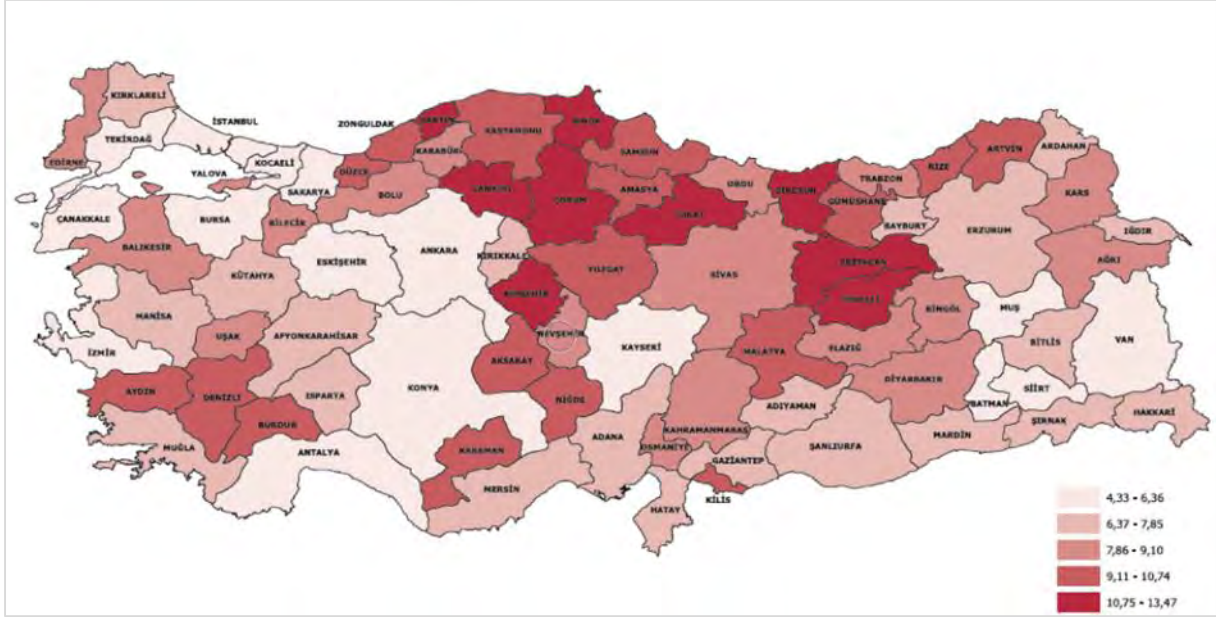 KIRKLARELİ
EDİRNE
TEKİRDAĞ
İSTANBUL
KOCAELİ
YALOVA
SAKARYA
ZONGULDAK
BARTIN
KASTAMONU
SİNOP
KARABÜK
DÜZCE
BOLU
ÇANKIRI
ÇORUM
SAMSUN
AMASYA
TOKAT
ORDU
GİRESUN
TRABZON
GÜMÜŞHANE
RİZE
ARTVİN
ARDAHAN
KARS
BAYBURT
ERZURUM
IĞDIR
AĞRI
ÇANAKKALE
BURSA
BİLECİK
BALIKESİR
KÜTAHYA
ESKİŞEHİR
ANKARA
KIRIKKALE
YOZGAT
SİVAS
ERZİNCAN
TUNCELİ
BİNGÖL
MUŞ
KIRŞEHİR
NEVŞEHİR
KAYSEKİ
MANİSA
UŞAK
AFYONKARAHİSAR
İZMİR
KONYA
AKSARAY
MALATYA
ELAZIĞ
BİTLİS
VAN
DİYARBAKIR
SİİRT
BATMAN
AYDIN
DENİZLİ
ISPARTA
BURDUR
NİĞDE
ADIYAMAN
KAHRAMANMARAŞ
HAKKARİ
ŞIRNAK
MARDİN
ŞANLIURFA
MUĞLA
ANTALYA
KARAMAN
ADANA
OSMANİYE
GAZİANTEP
KİLİS
MERSİN
HATAY
4,33 - 6,36
6,37 - 7,85
7,86 - 9,10
9,11 - 10,74
10,75 - 13,47